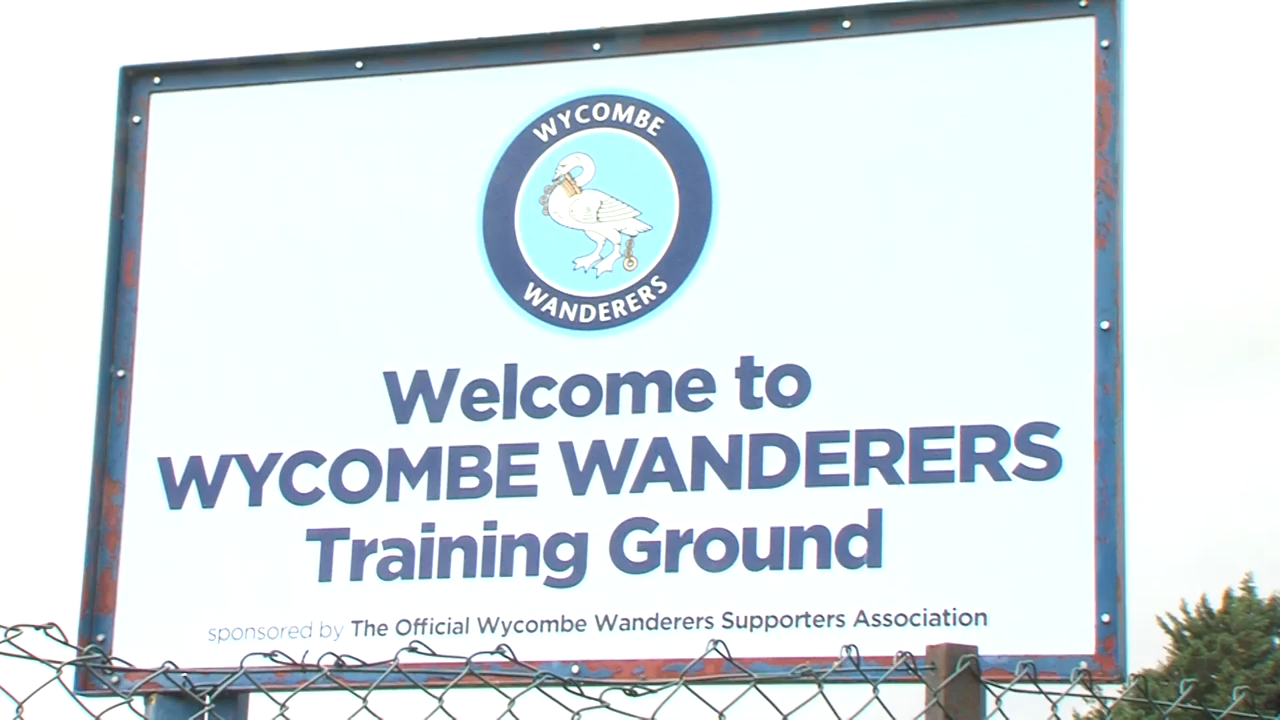 WYCOMBE
WANDERERS
Welcome to
WYCOMBE WANDERERS
Training Ground
sponsored by The Official Wycombe Wanderers Supporters Association